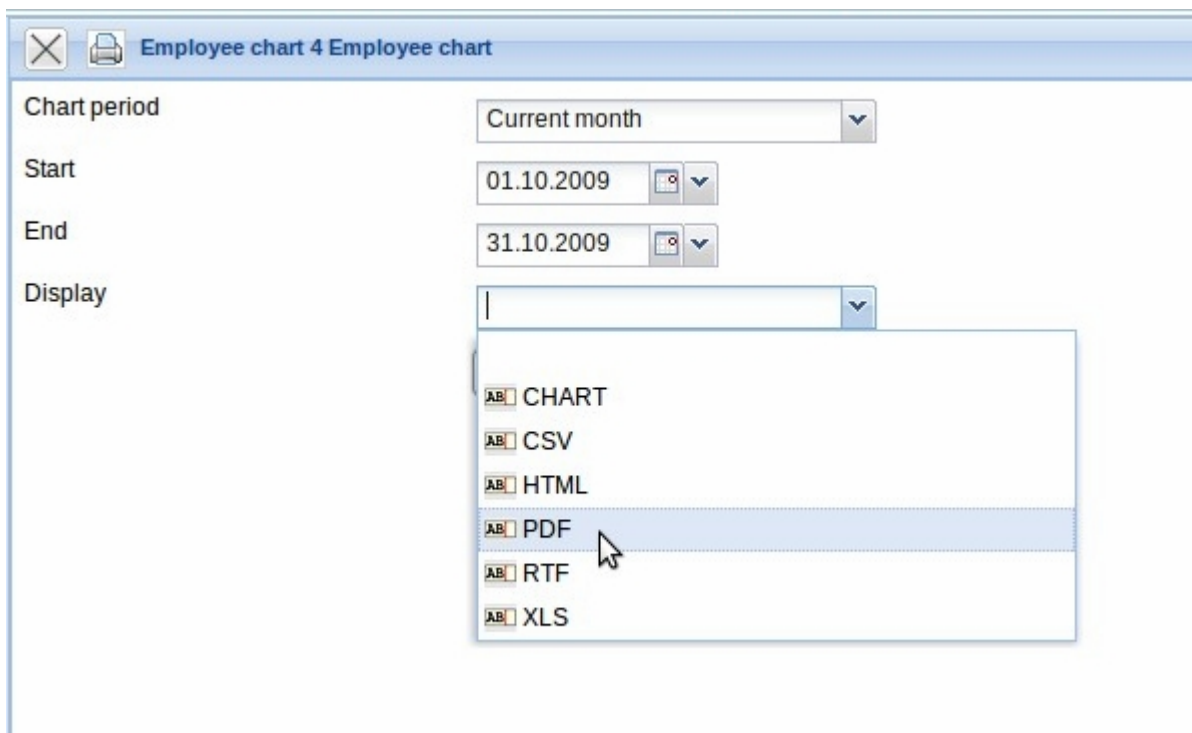 Employee chart 4 Employee chart
Chart period
Current month
Start
01.10.2009
End
31.10.2009
Display
CHART
CSV
HTML
PDF
RTF
XLS